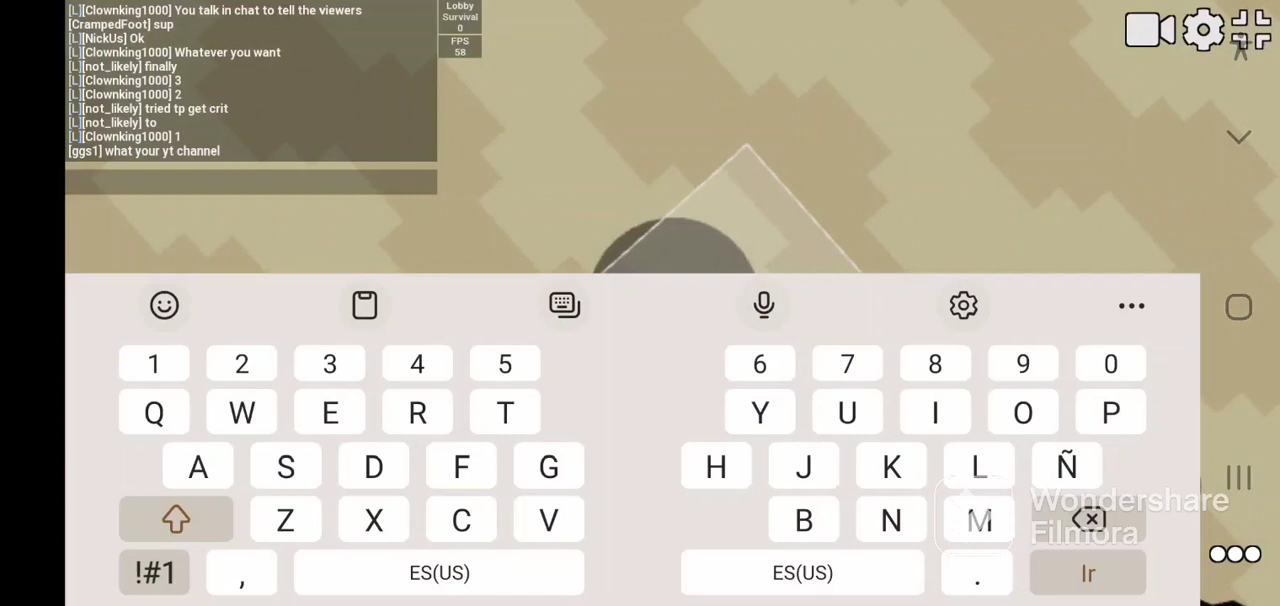 [L][Clownking1000] You talk in chat to tell the viewers
[CrampedFoot] sup
[L][NickUs] Ok
[L][Clownking1000] Whatever you want
[L][not_likely] finally
[L][Clownking1000] 3
[L][Clownking1000] 2
[L][not_likely] tried tp get crit
[L][not_likely] to
[L][Clownking1000] 1
[ggs1] what your yt channel
Lobby
Survival
0
FPS
58
1 2 3 4 5 6 7 8 9 0
Q W E R T Y U I O P
A S D F G H J K L Ñ
Z X C V B N M
!#1 , ES(US) ES(US) . Ir
Wondershare
Filmora